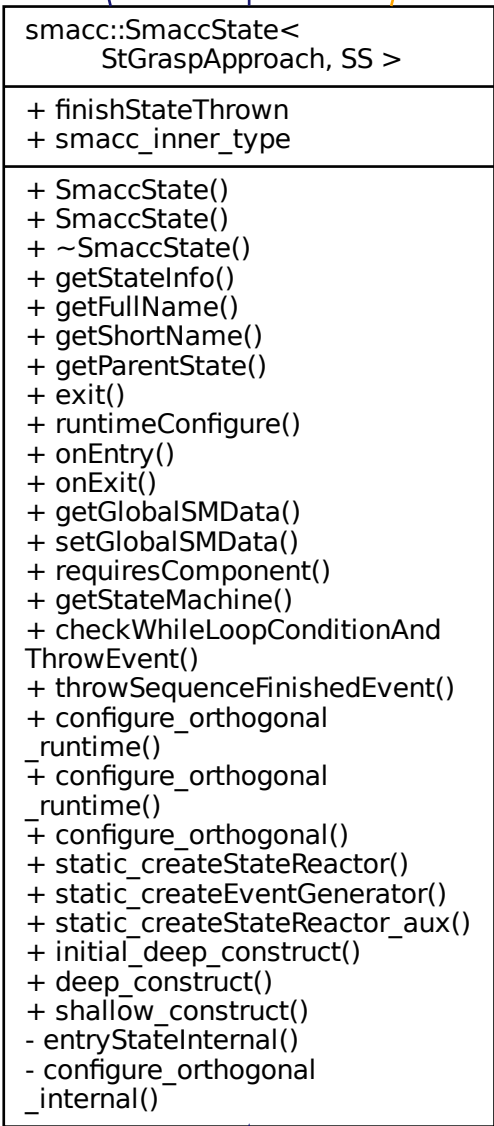 smacc::SmaccState<
StGraspApproach, SS >
+ finishStateThrown
+ smacc_inner_type
+ SmaccState()
+ SmaccState()
+ ~SmaccState()
+ getStateInfo()
+ getFullName()
+ getShortName()
+ getParentState()
+ exit()
+ runtimeConfigure()
+ onEntry()
+ onExit()
+ getGlobalSMData()
+ setGlobalSMData()
+ requiresComponent()
+ getStateMachine()
+ checkWhileLoopConditionAnd
ThrowEvent()
+ throwSequenceFinishedEvent()
+ configure_orthogonal
_runtime()
+ configure_orthogonal
_runtime()
+ configure_orthogonal()
+ static_createStateReactor()
+ static_createEventGenerator()
+ static_createStateReactor_aux()
+ initial_deep_construct()
+ deep_construct()
+ shallow_construct()
- entryStateInternal()
- configure_orthogonal
_internal()